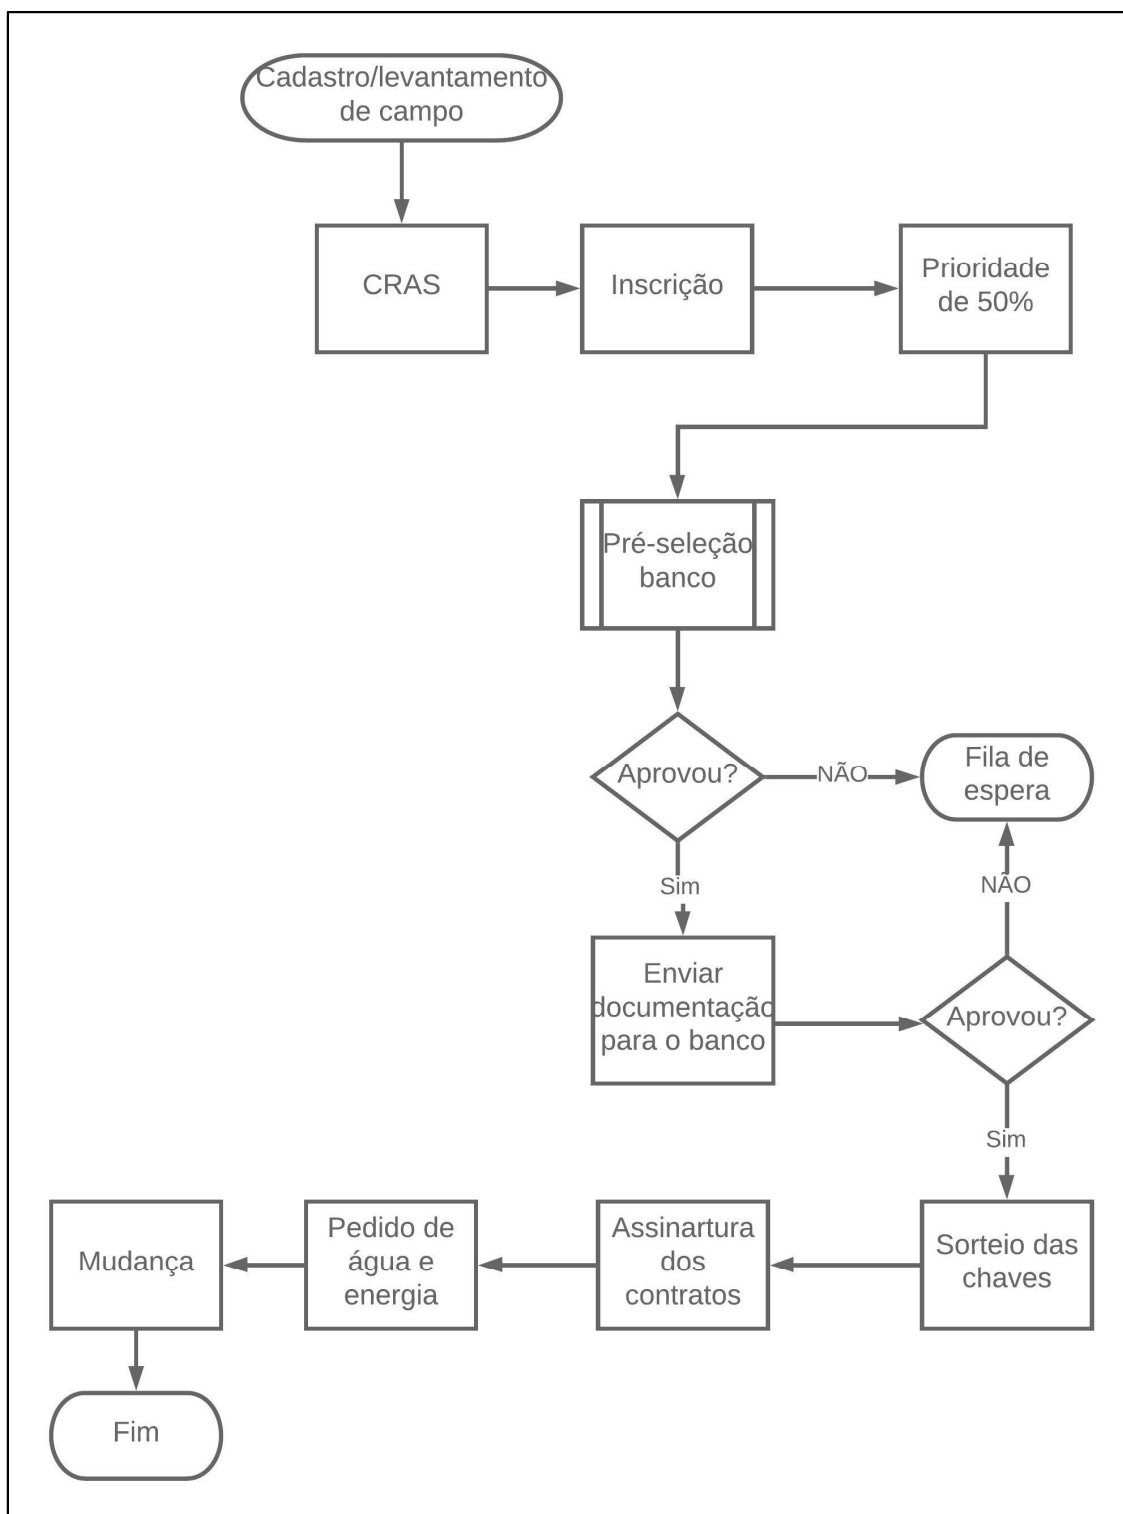 Cadastro/levantamento
de campo
CRAS
Inscrição
Prioridade
de 50%
Pré-seleção
banco
Aprovou?
NÃO
Fila de
espera
Sim
NÃO
Enviar
documentação
para o banco
Aprovou?
Sim
Sorteio das
chaves
Assinartura
dos
contratos
Pedido de
água e
energia
Mudança
Fim